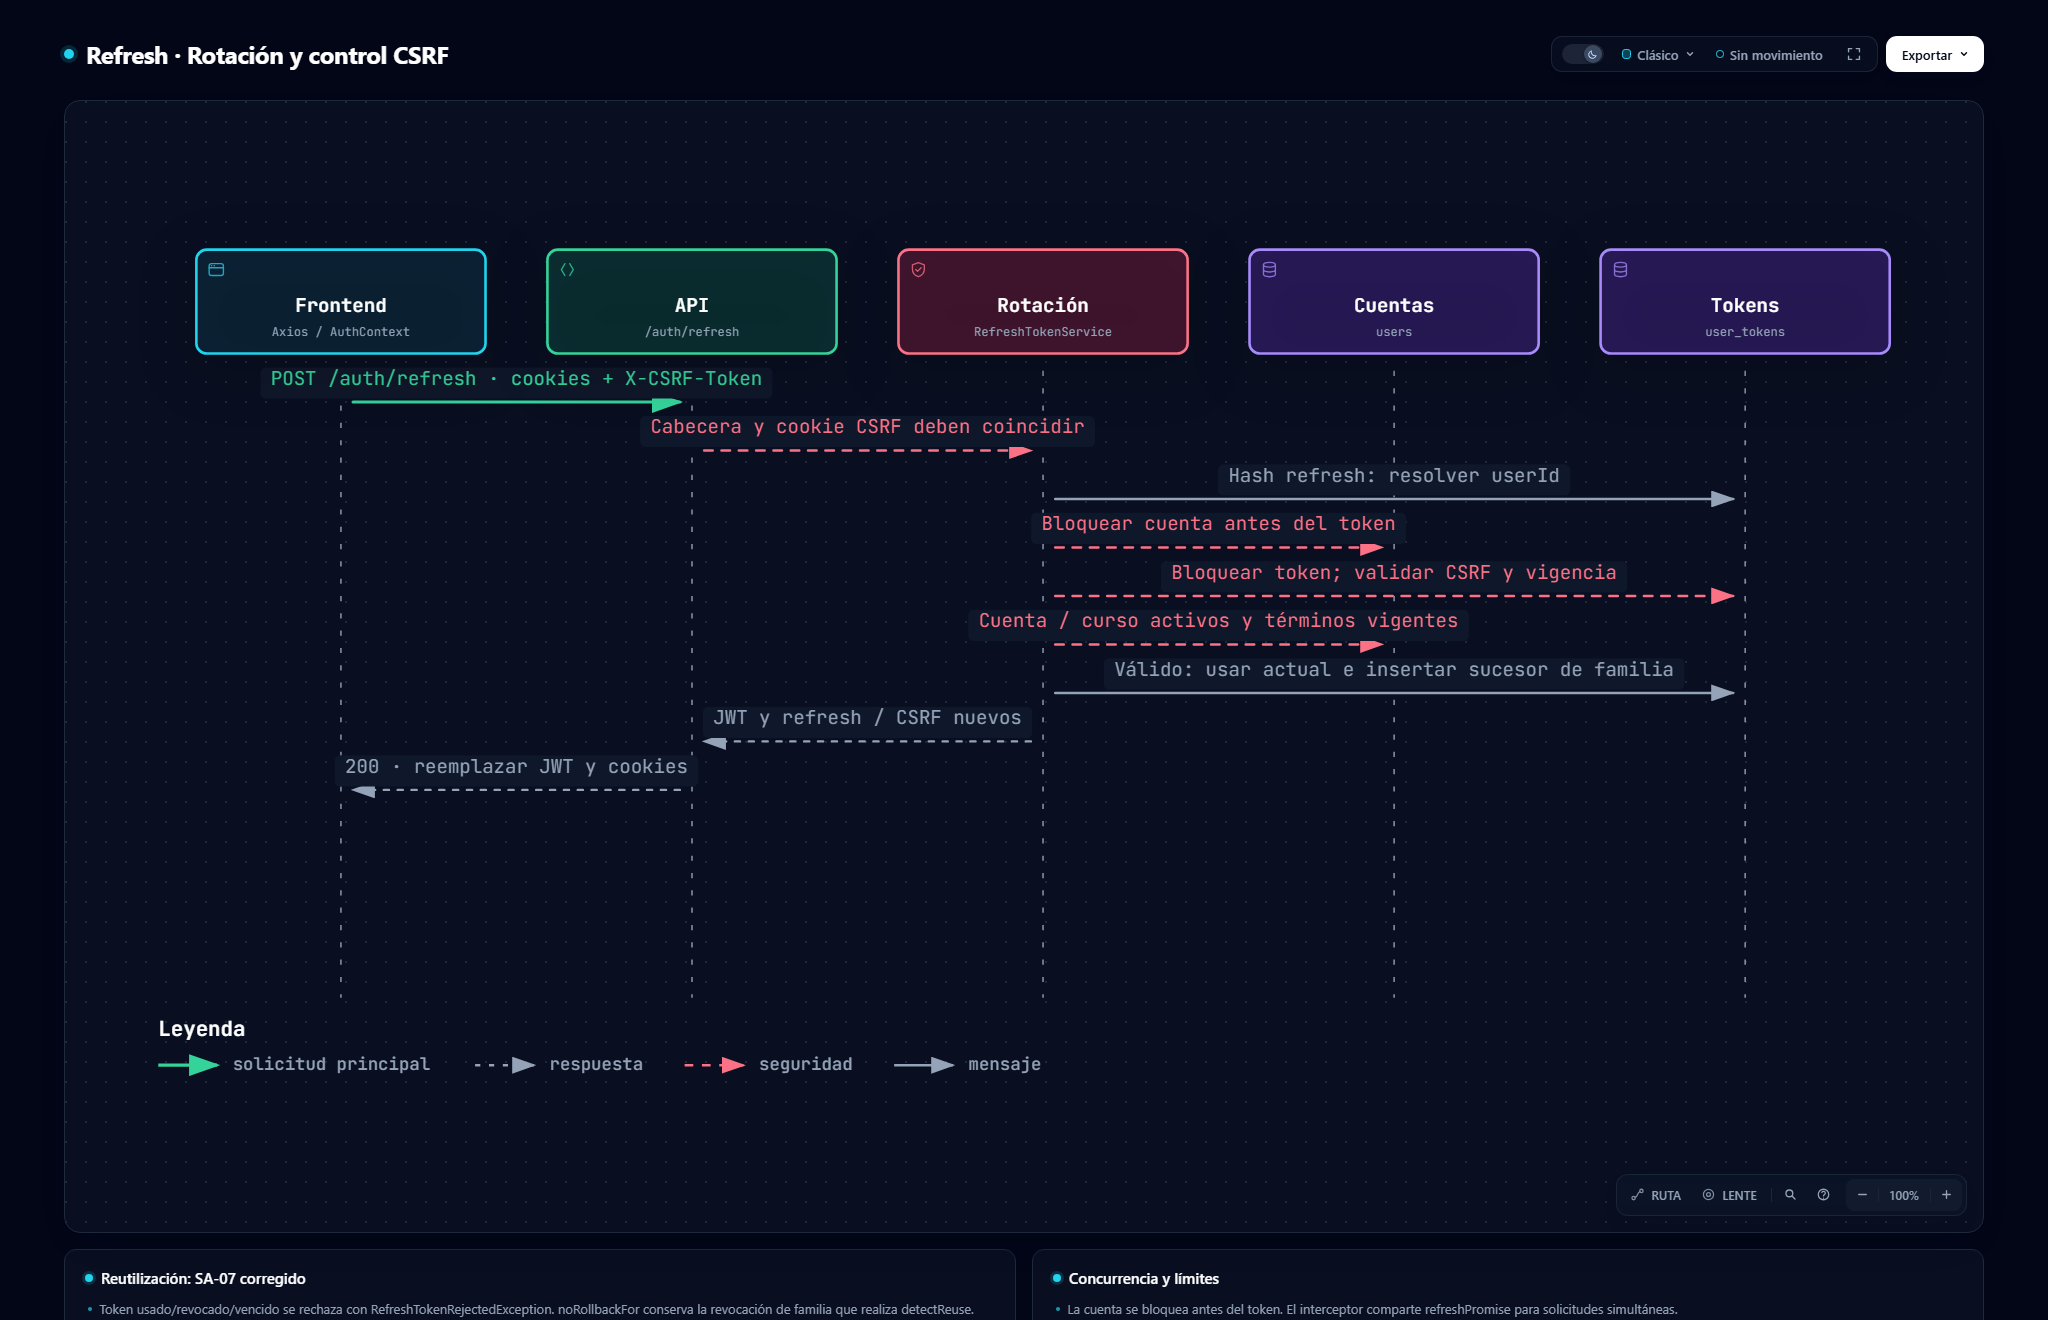 Refresh · Rotación y control CSRF
Clásico
Sin movimiento
Exportar
Frontend
Axios / AuthContext
API
/auth/refresh
Rotación
RefreshTokenService
Cuentas
users
Tokens
user_tokens
POST /auth/refresh · cookies + X-CSRF-Token
Cabecera y cookie CSRF deben coincidir
Hash refresh: resolver userId
Bloquear cuenta antes del token
Bloquear token; validar CSRF y vigencia
Cuenta / curso activos y términos vigentes
Válido: usar actual e insertar sucesor de familia
JWT y refresh / CSRF nuevos
200 · reemplazar JWT y cookies
Leyenda
solicitud principal
respuesta
seguridad
mensaje
RUTA
LENTE
100%
Reutilización: SA-07 corregido
• Token usado/revocado/vencido se rechaza con RefreshTokenRejectedException. noRollbackFor conserva la revocación de familia que realiza detectReuse.
Concurrencia y límites
• La cuenta se bloquea antes del token. El interceptor comparte refreshPromise para solicitudes simultáneas.